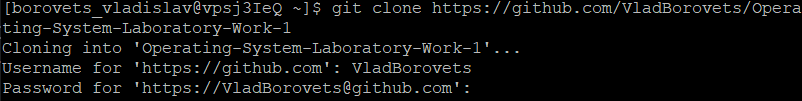 [borovets_vladislav@vpsj3IeQ ~]$ git clone https://github.com/VladBorovets/Opera
ting-System-Laboratory-Work-1
Cloning into 'Operating-System-Laboratory-Work-1'...
Username for 'https://github.com': VladBorovets
Password for 'https://VladBorovets@github.com':